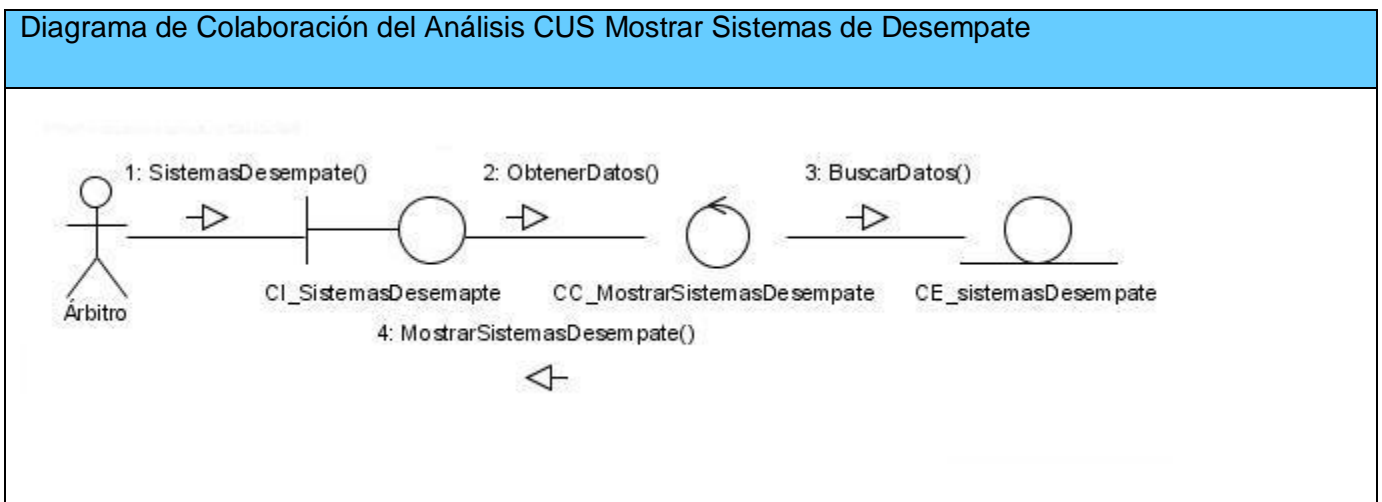 Diagrama de Colaboración del Análisis CUS Mostrar Sistemas de Desempate
1: SistemasDesempate()
2: ObtenerDatos()
3: BuscarDatos()
Árbitro
CI_SistemasDesemapte
CC_MostrarSistemasDesempate
CE_sistemasDesempate
4: MostrarSistemasDesempate()